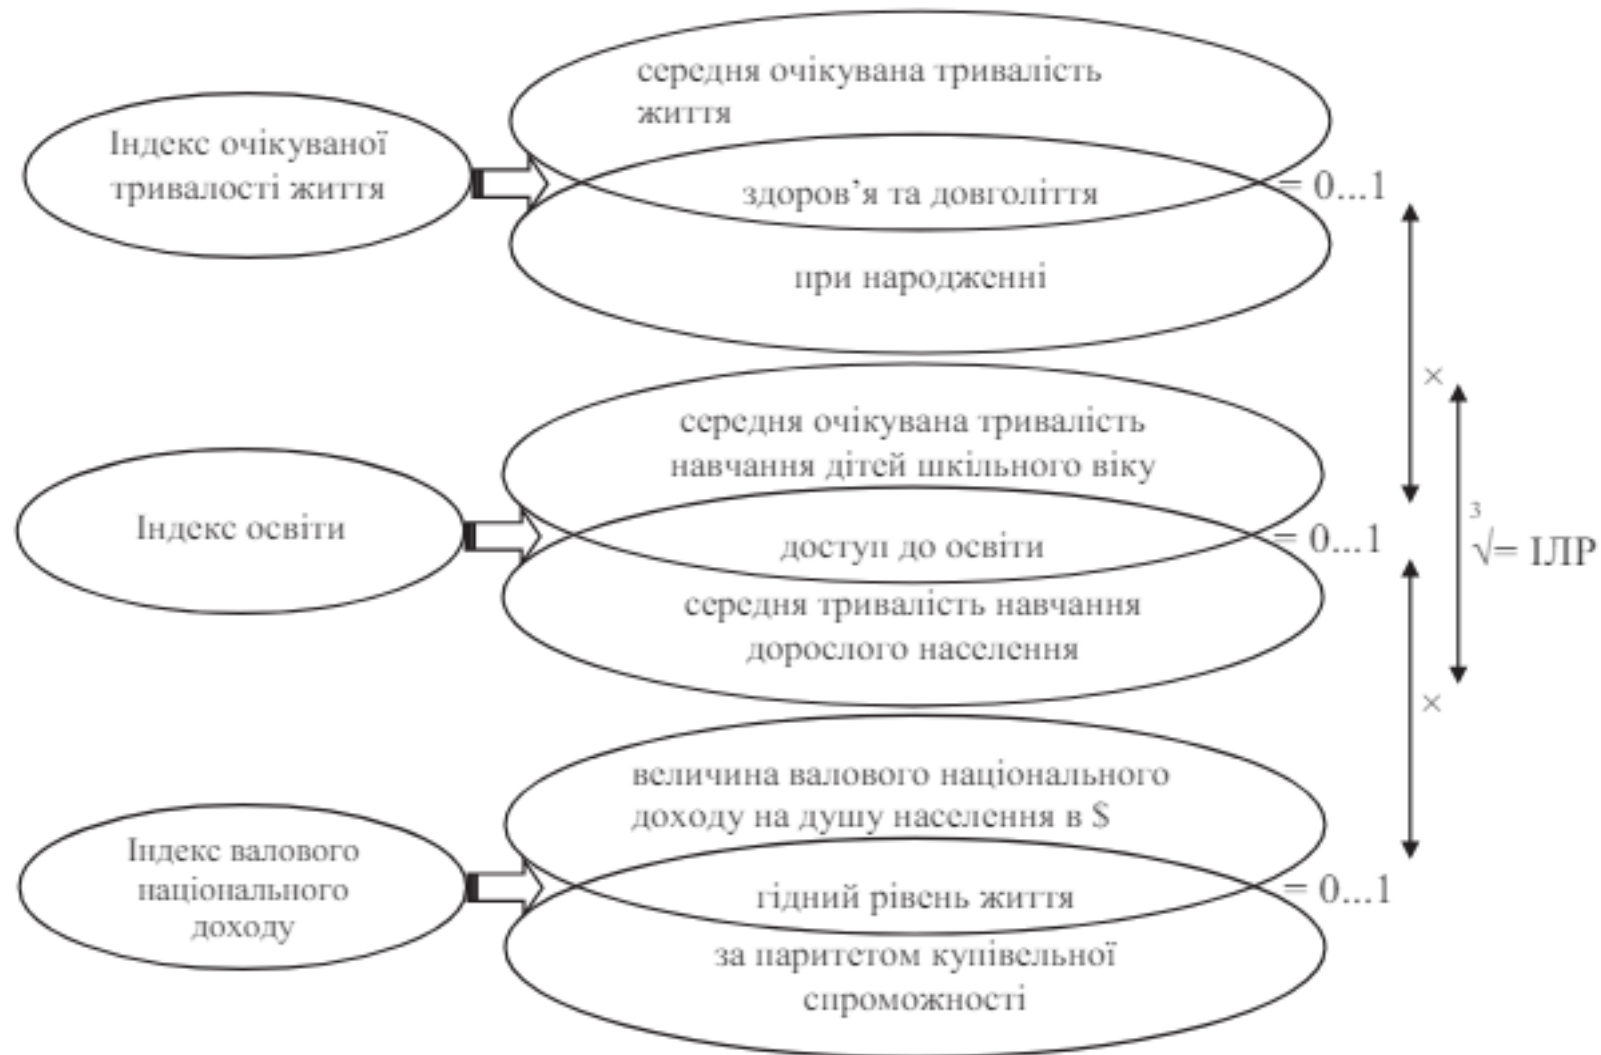 Індекс очікуваної
тривалості життя
середня очікувана тривалість
життя
здоров’я та довголіття
при народженні
= 0...1
×
Індекс освіти
середня очікувана тривалість
навчання дітей шкільного віку
доступ до освіти
середня тривалість навчання
дорослого населення
= 0...1
3
√= ІЛР
×
Індекс валового
національного
доходу
величина валового національного
доходу на душу населення в $
гідний рівень життя
за паритетом купівельної
спроможності
= 0...1